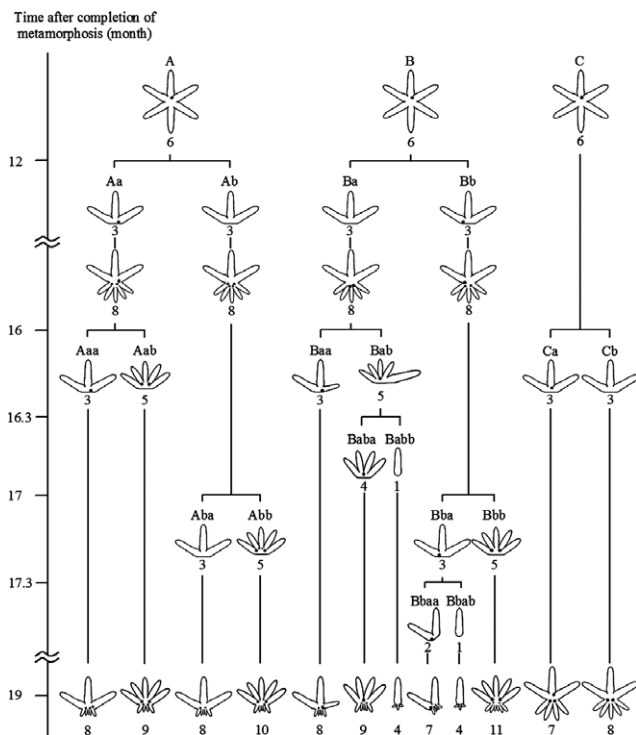 Time after completion of
metamorphosis (month)
A B C
6 6 6
12
Aa Ab Ba Bb
3 3 3 3
8 8 8 8
16
Aaa Aab Baa Bab Ca Cb
3 5 3 5 3 3
16.3
Baba Babb
4 1
17
Aba Abb Bba Bbb
3 5 3 5
17.3
Bbaa Bbab
2 1
19
8 9 8 10 8 9 4 7 4 11 7 8